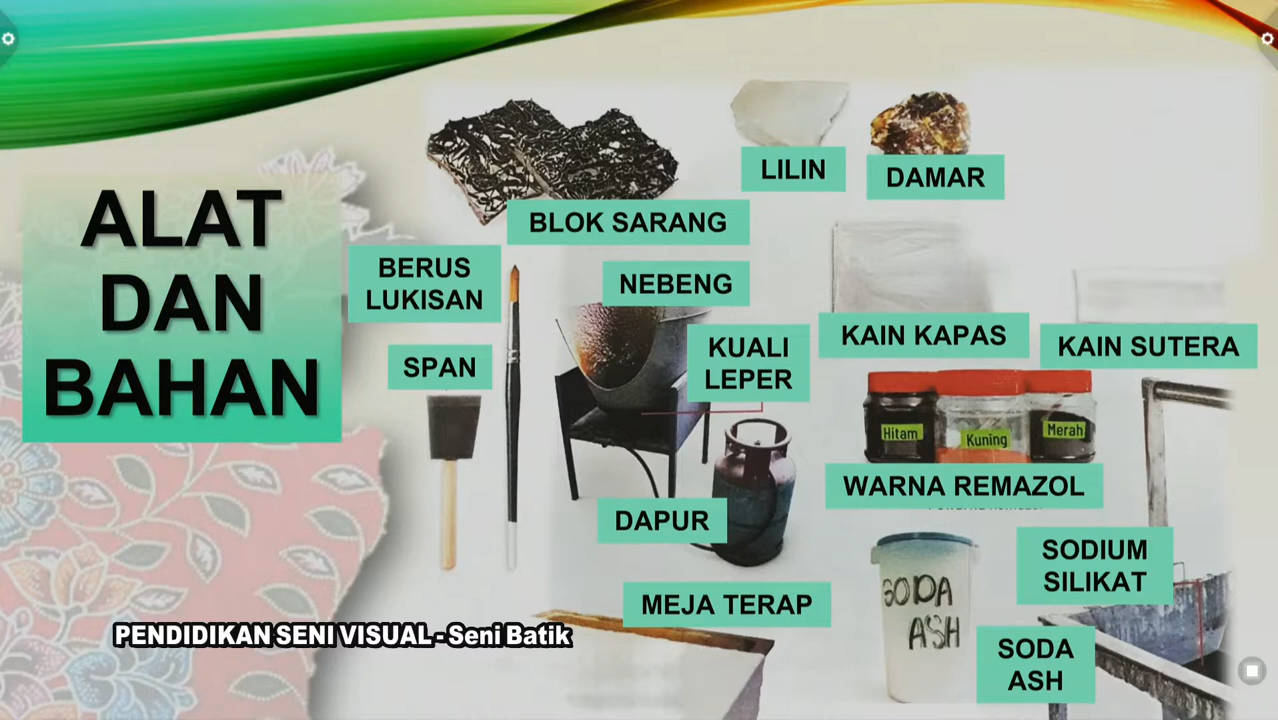 ALAT
DAN
BAHAN
LILIN
DAMAR
BLOK SARANG
BERUS
LUKISAN
NEBENG
SPAN
KUALI
LEPER
KAIN KAPAS
KAIN SUTERA
Hitam
Kuning
Merah
WARNA REMAZOL
DAPUR
SODIUM
SILIKAT
SODA
ASH
MEJA TERAP
SODA
ASH
PENDIDIKAN SENI VISUAL - Seni Batik